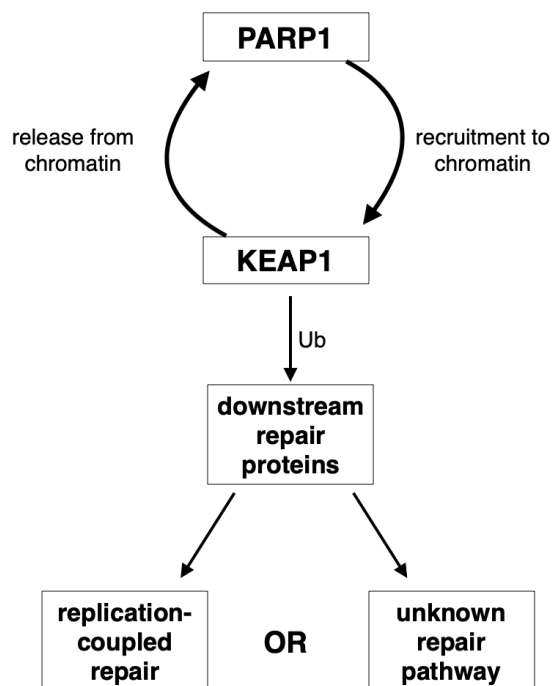 PARP1
release from
chromatin
recruitment to
chromatin
KEAP1
Ub
downstream
repair
proteins
replication-
coupled
repair
OR
unknown
repair
pathway